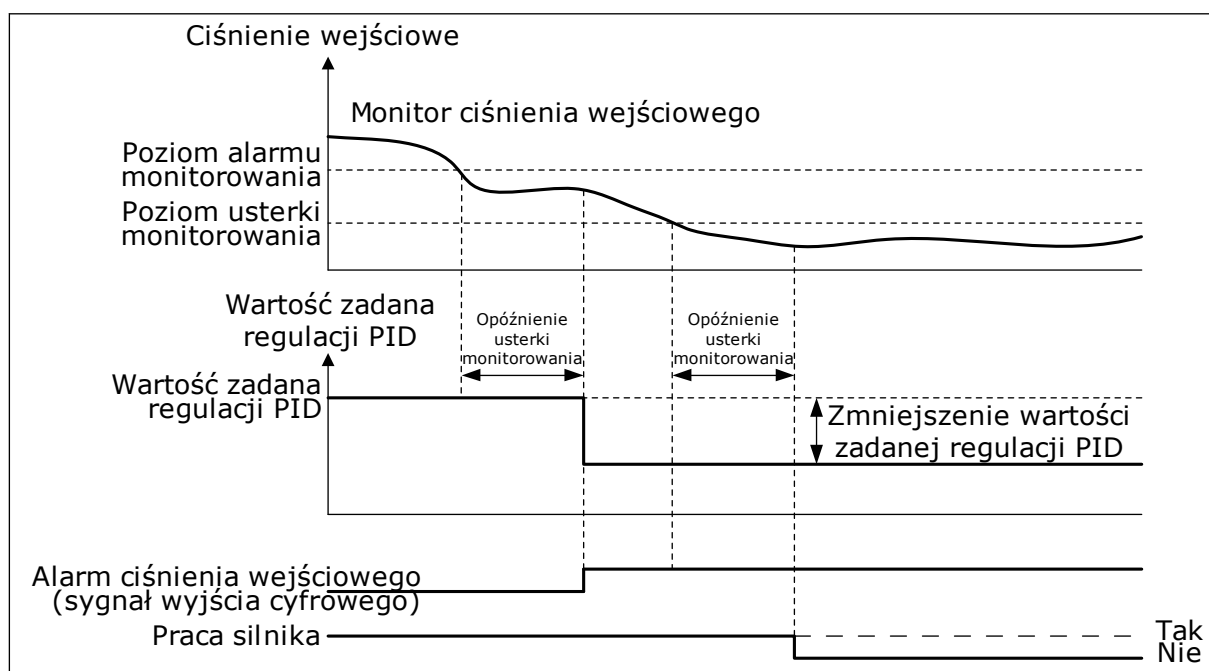 Ciśnienie wejściowe
Monitor ciśnienia wejściowego
Poziom alarmu
monitorowania
Poziom usterki
monitorowania
Wartość zadana
regulacji PID
Opóźnienie
usterki
monitorowania
Opóźnienie
usterki
monitorowania
Wartość zadana
regulacji PID
Zmniejszenie wartości
zadanej regulacji PID
Alarm ciśnienia wejściowego
(sygnał wyjścia cyfrowego)
Praca silnika
Tak
Nie